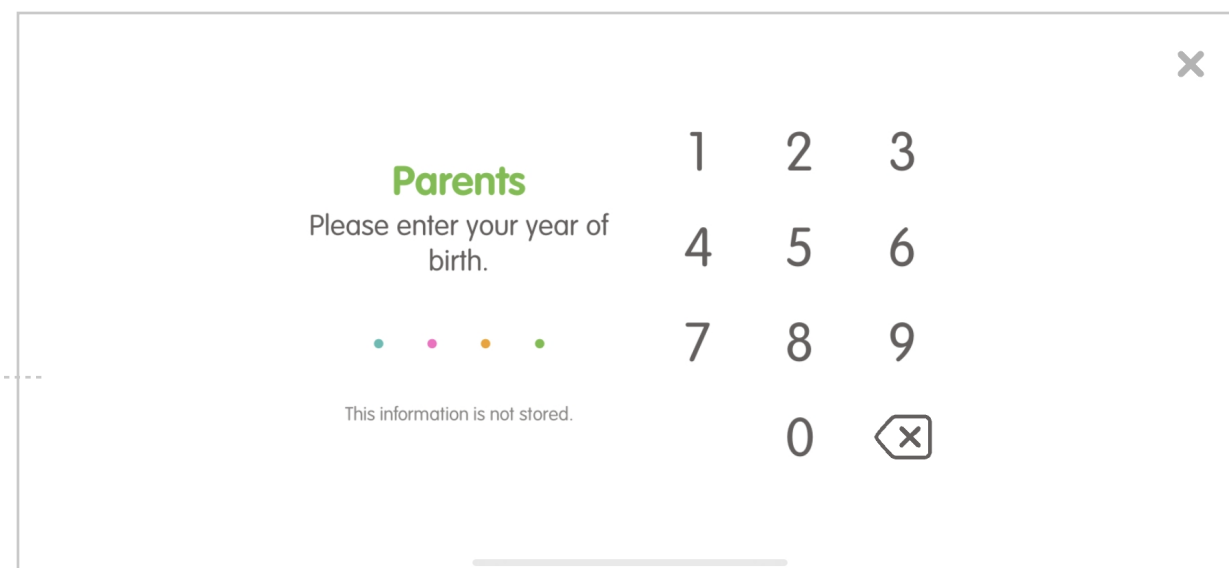 Parents
Please enter your year of
birth.
This information is not stored.
1 2 3
4 5 6
7 8 9
0